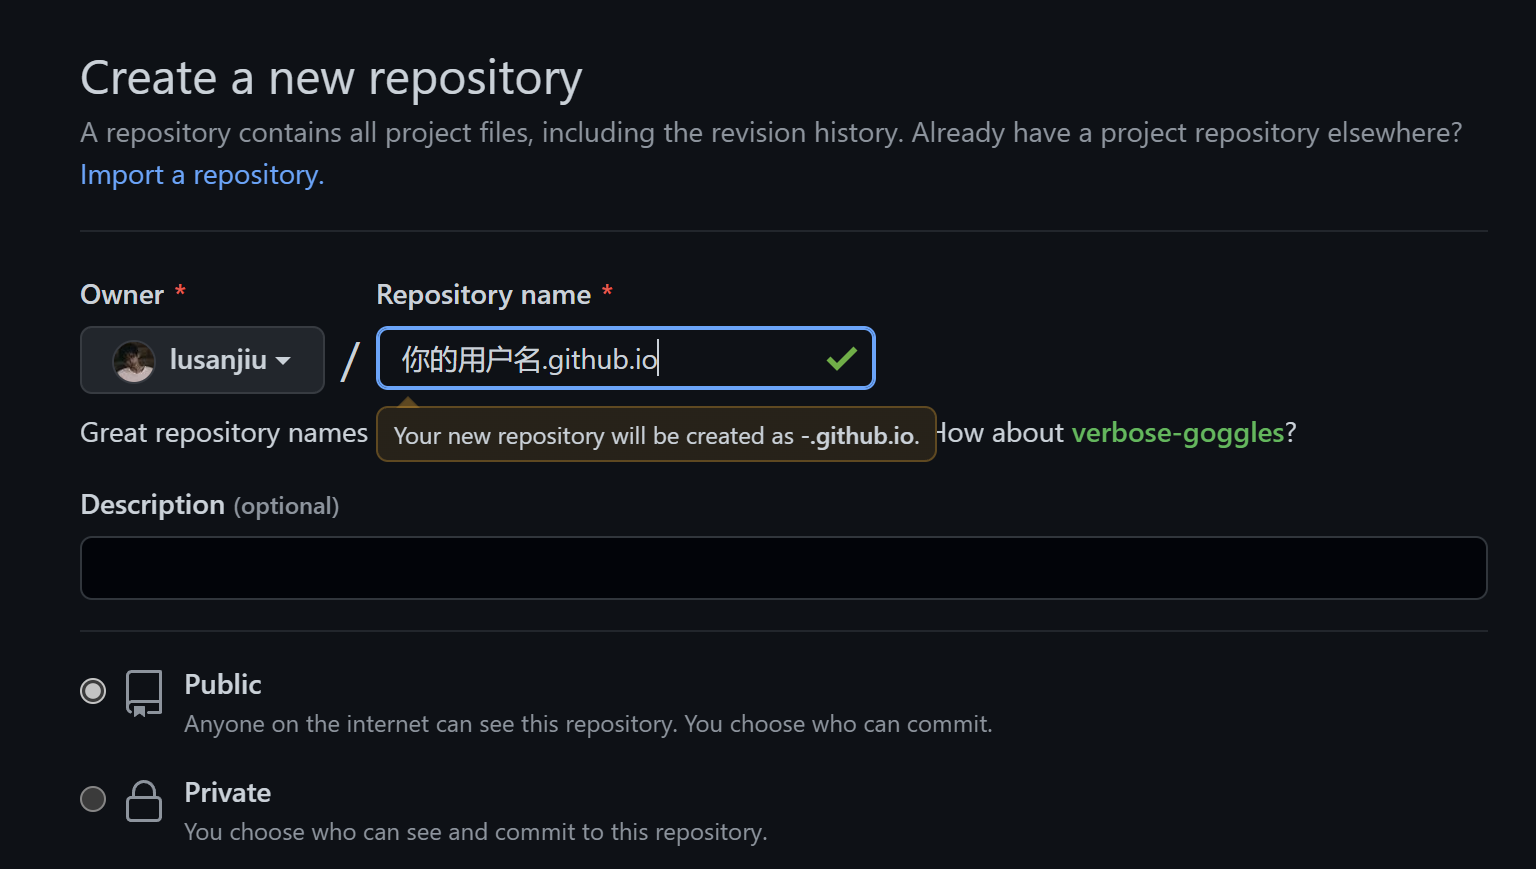 Create a new repository
A repository contains all project files, including the revision history. Already have a project repository elsewhere?
Import a repository.
Owner *
Repository name *
lusanjiu
/
你的用户名.github.io
Great repository names
Your new repository will be created as -.github.io.
How about verbose-goggles?
Description (optional)
Public
Anyone on the internet can see this repository. You choose who can commit.
Private
You choose who can see and commit to this repository.